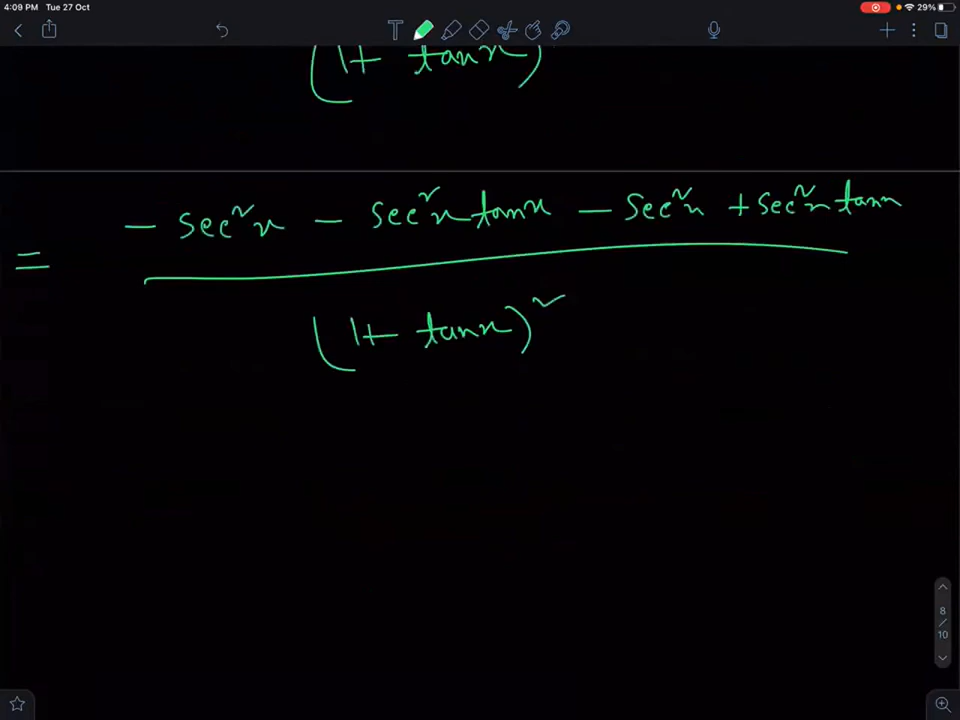 4:09 PM Tue 27 Oct
29%
T
(1+ tanx)
= - sec²x - sec²x tanx - sec²x + sec²x tanx
(1+ tanx)²
8
/
10